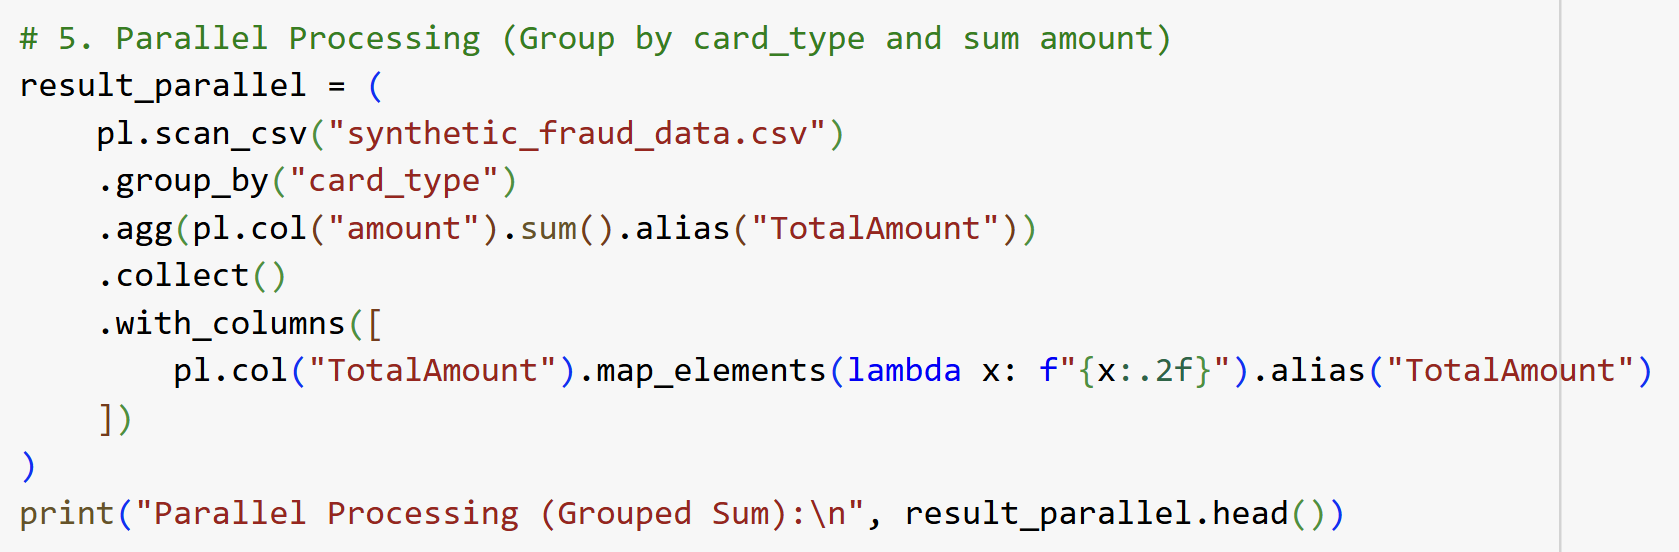 # 5. Parallel Processing (Group by card_type and sum amount)
result_parallel = (
    pl.scan_csv("synthetic_fraud_data.csv")
    .group_by("card_type")
    .agg(pl.col("amount").sum().alias("TotalAmount"))
    .collect()
    .with_columns([
        pl.col("TotalAmount").map_elements(lambda x: f"{x:.2f}").alias("TotalAmount")
    ])
)
print("Parallel Processing (Grouped Sum):\n", result_parallel.head())